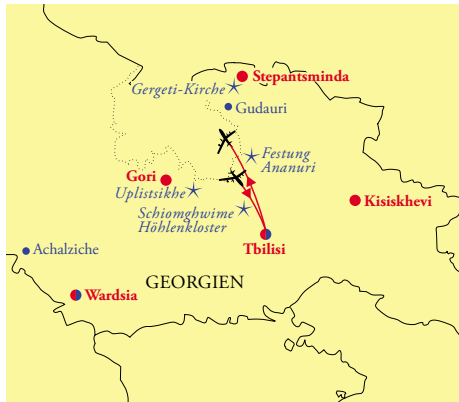 Stepantsminda
Gergeti-Kirche
Gudauri
Festung
Ananuri
Gori
Uplistsikhe
Kisiskhevi
Schiomghwime
Höhlenkloster
Tbilisi
Achalziche
GEORGIEN
Wardsia